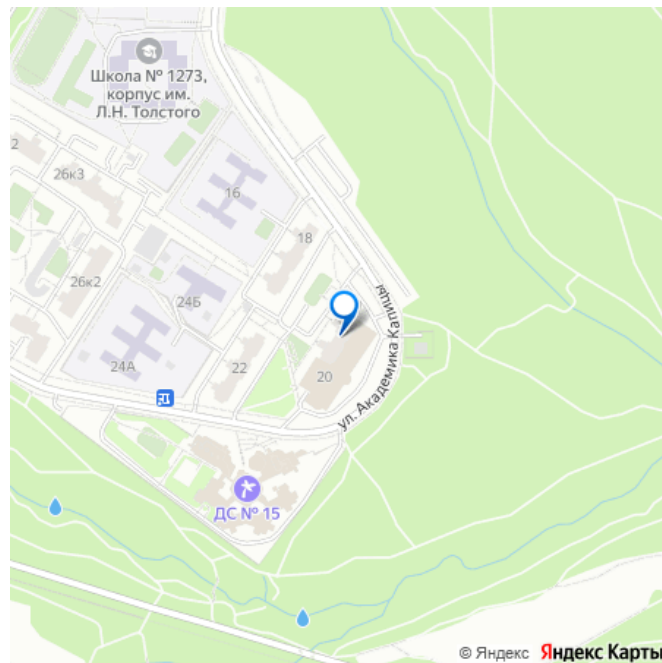 Школа № 1273,
корпус им.
Л.Н. Толстого
2
26к3
16
18
26к2
24Б
ул. Академика Капицы
24А
22
20
ДС № 15
© Яндекс Яндекс Карты